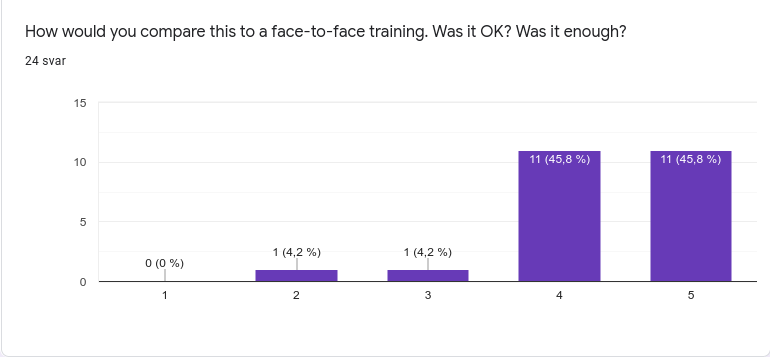 How would you compare this to a face-to-face training. Was it OK? Was it enough?
24 svar
15
10
5
0
0 (0 %)
1 (4,2 %)
1 (4,2 %)
11 (45,8 %)
11 (45,8 %)
1
2
3
4
5